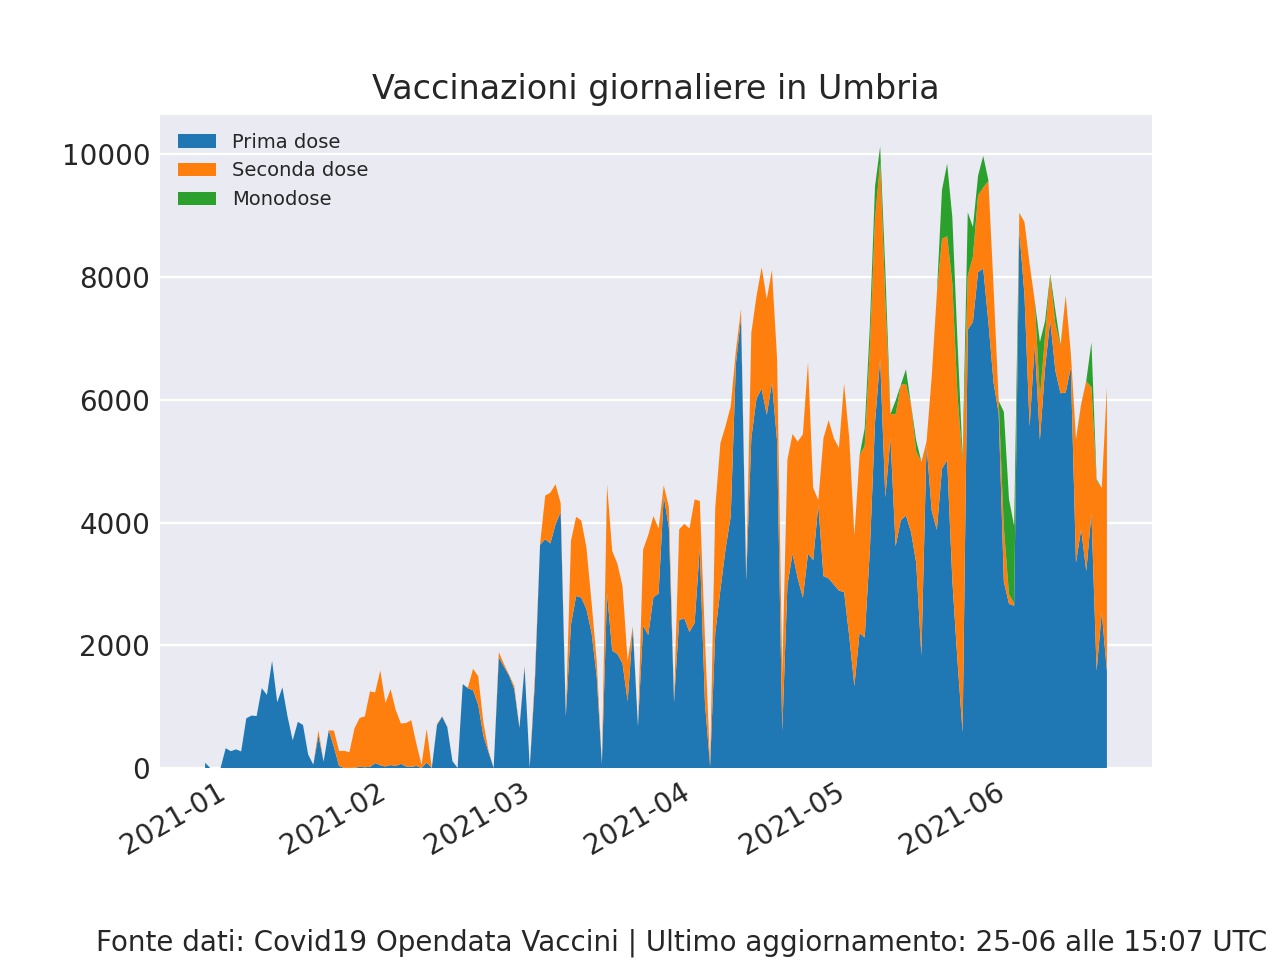 Vaccinazioni giornaliere in Umbria
Prima dose
Seconda dose
Monodose
10000
8000
6000
4000
2000
0
2021-01
2021-02
2021-03
2021-04
2021-05
2021-06
Fonte dati: Covid19 Opendata Vaccini | Ultimo aggiornamento: 25-06 alle 15:07 UTC